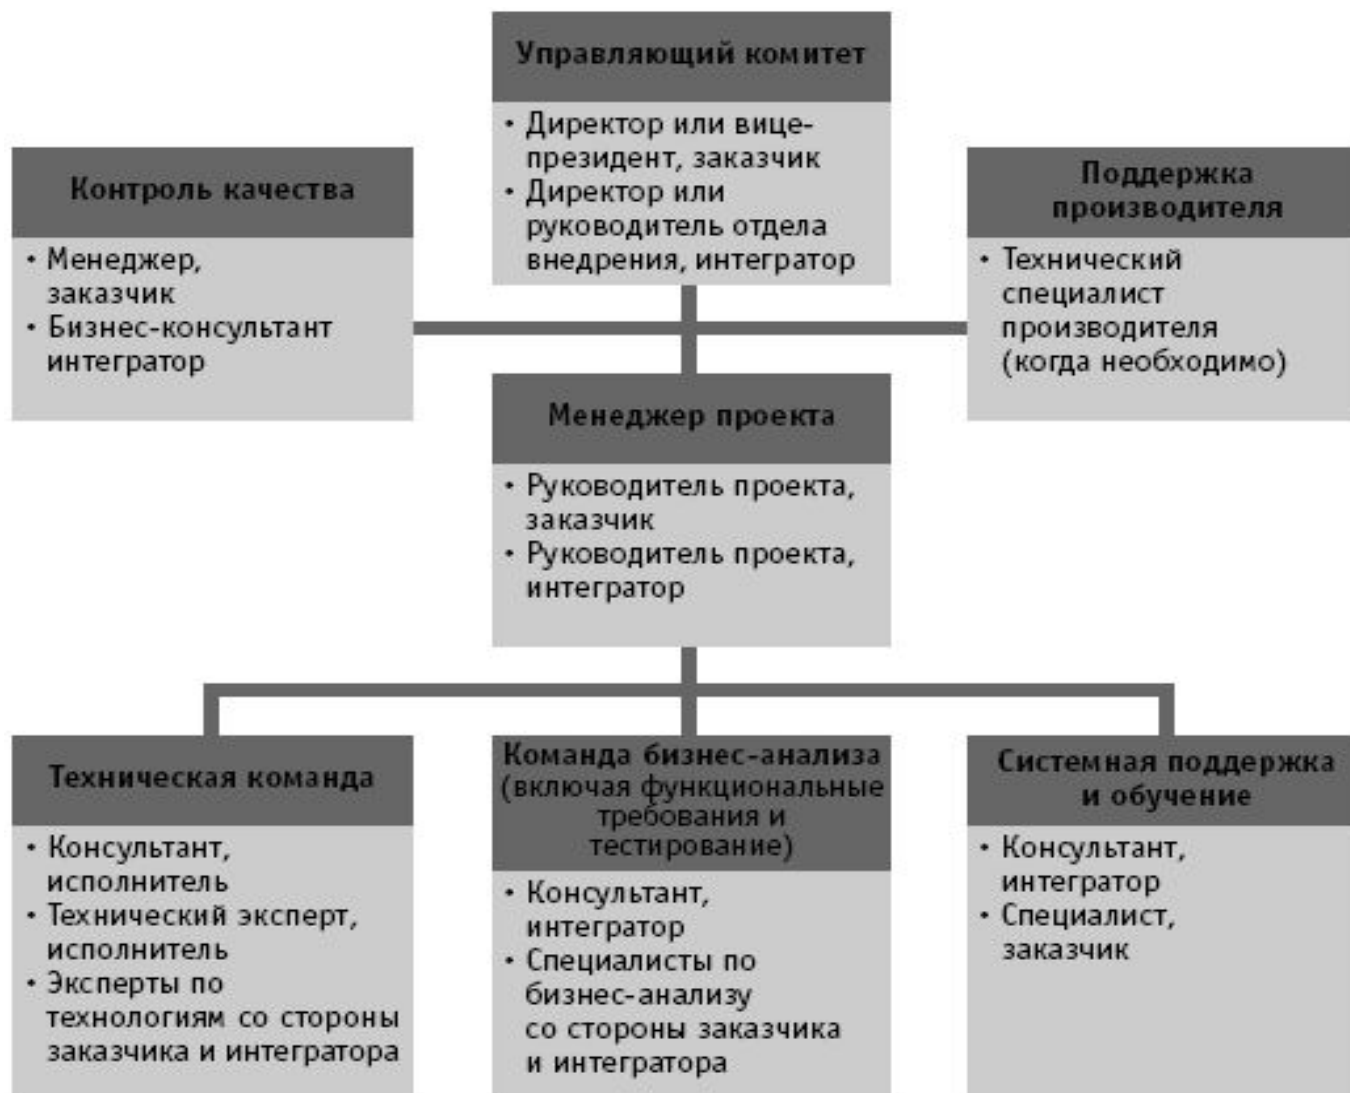 Управляющий комитет
• Директор или вице-
президент, заказчик
• Директор или
руководитель отдела
внедрения, интегратор
Контроль качества
• Менеджер,
заказчик
• Бизнес-консультант
интегратор
Поддержка
производителя
• Технический
специалист
производителя
(когда необходимо)
Менеджер проекта
• Руководитель проекта,
заказчик
• Руководитель проекта,
интегратор
Техническая команда
• Консультант,
исполнитель
• Технический эксперт,
исполнитель
• Эксперты по
технологиям со стороны
заказчика и интегратора
Команда бизнес-анализа
(включая функциональные
требования и
тестирование)
• Консультант,
интегратор
• Специалисты по
бизнес-анализу
со стороны заказчика
и интегратора
Системная поддержка
и обучение
• Консультант,
интегратор
• Специалист,
заказчик